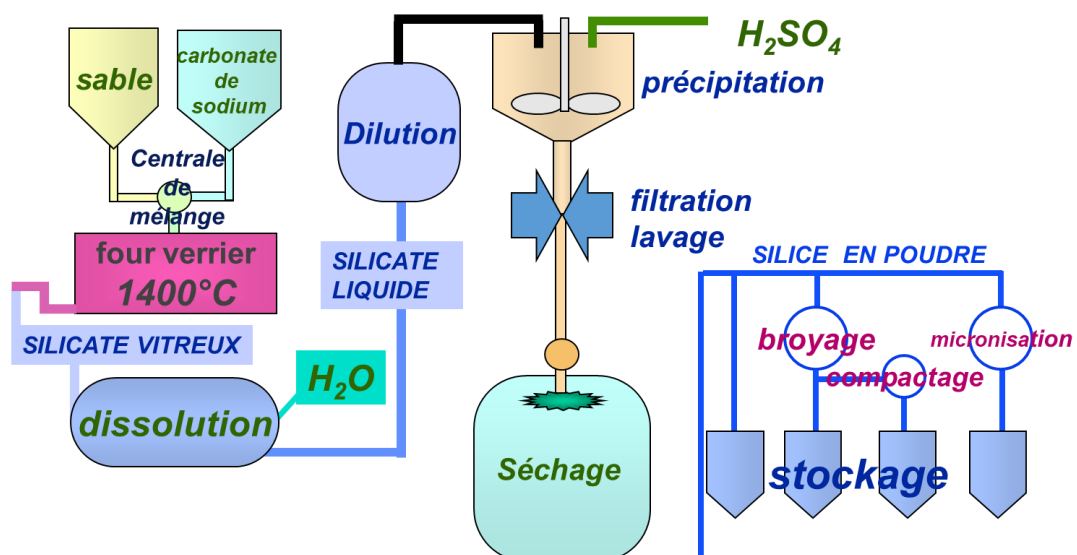 sable
carbonate
de
sodium
Centrale
de
mélange
four verrier
1400°C
SILICATE VITREUX
dissolution
H₂O
SILICATE
LIQUIDE
Dilution
H₂SO₄
précipitation
filtration
lavage
Séchage
SILICE EN POUDRE
broyage
micronisation
compactage
stockage